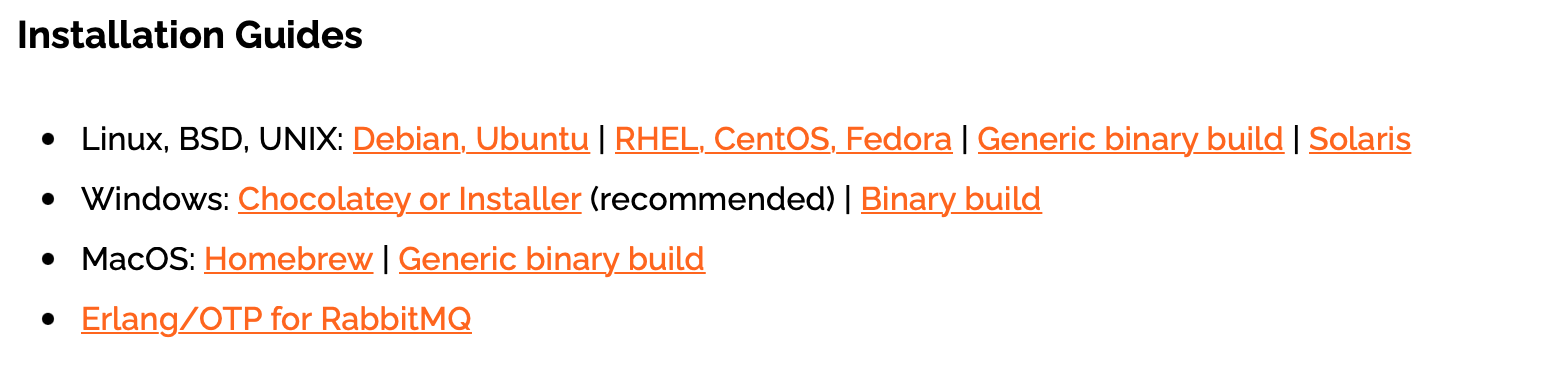 Installation Guides
• Linux, BSD, UNIX: Debian, Ubuntu | RHEL, CentOS, Fedora | Generic binary build | Solaris
• Windows: Chocolatey or Installer (recommended) | Binary build
• MacOS: Homebrew | Generic binary build
• Erlang/OTP for RabbitMQ